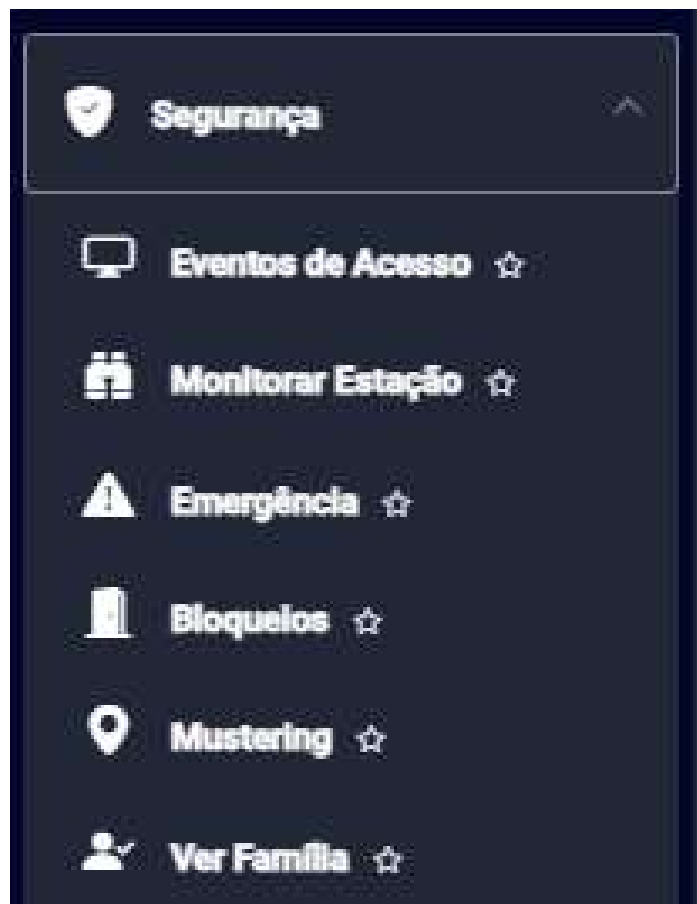 Segurança
Eventos de Acesso
Monitorar Estação
Emergência
Bloqueios
Mustering
Ver Família